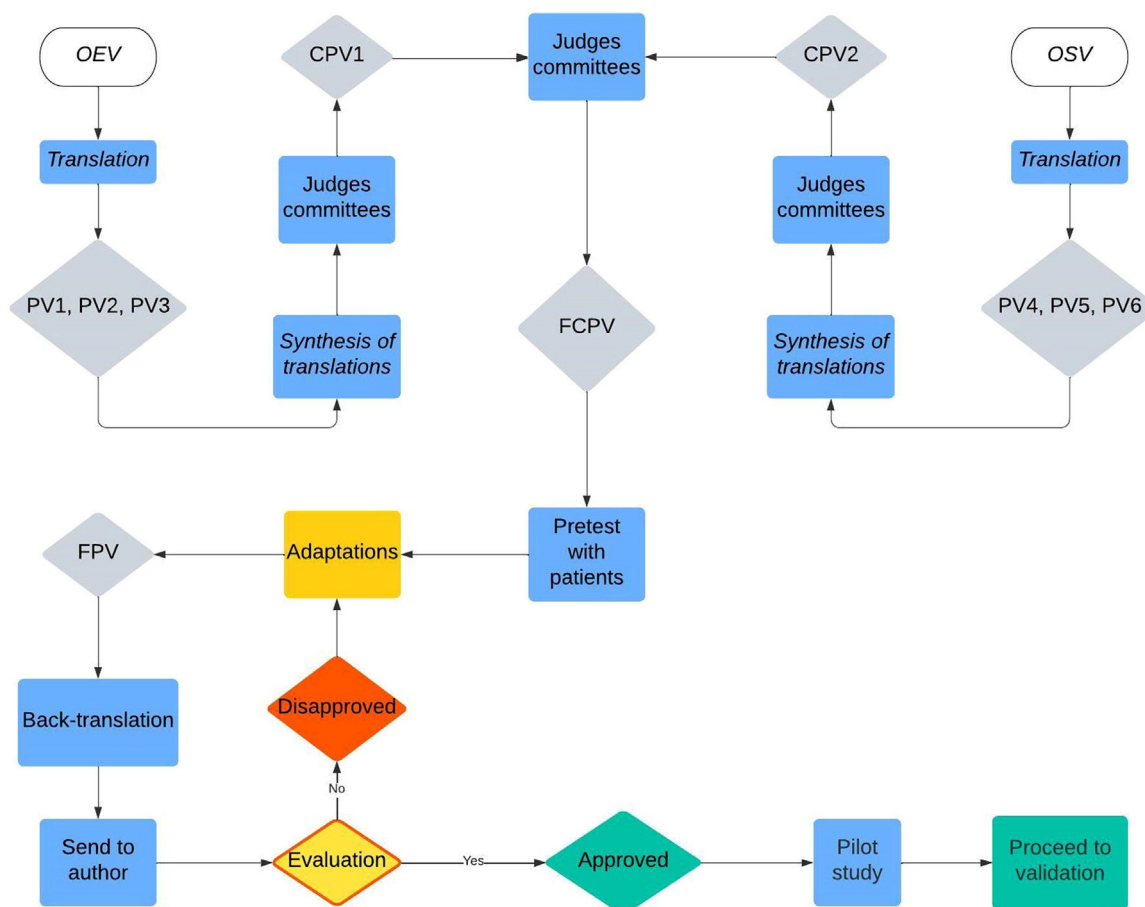 OEV
CPV1
Judges
committees
CPV2
OSV
Translation
Judges
committees
Judges
committees
Translation
PV1, PV2, PV3
Synthesis of
translations
FCPV
Synthesis of
translations
PV4, PV5, PV6
FPV
Adaptations
Pretest
with
patients
Back-translation
Disapproved
No
Send to
author
Evaluation
Yes
Approved
Pilot
study
Proceed to
validation